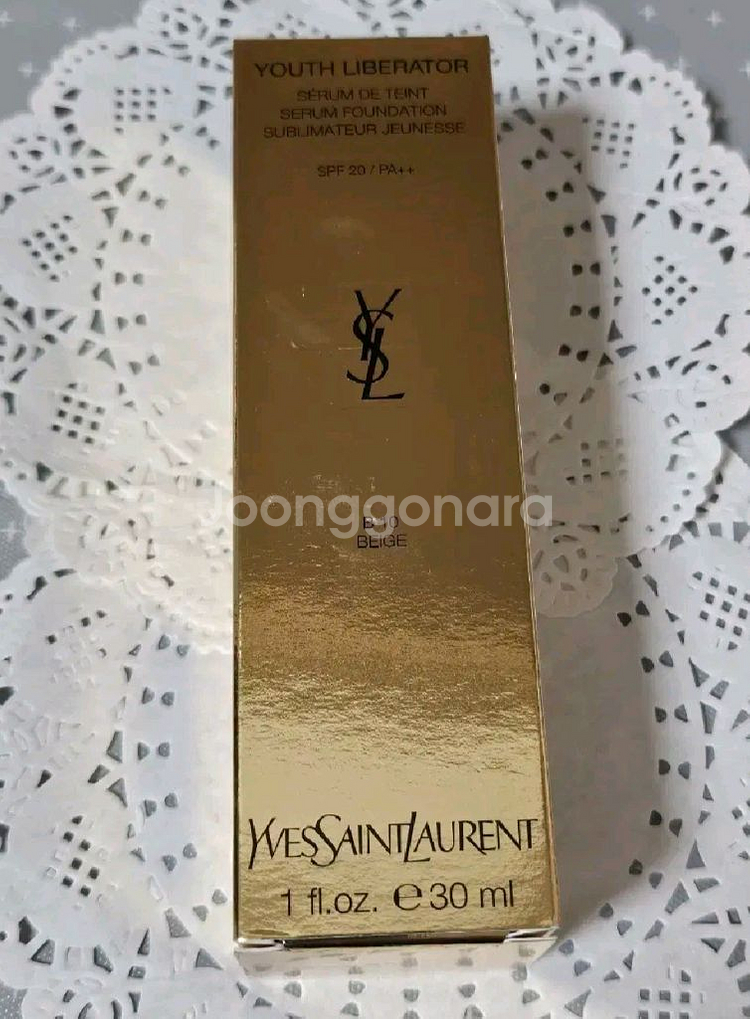 YOUTH LIBERATOR
SÉRUM DE TEINT
SERUM FOUNDATION
SUBLIMATEUR JEUNESSE
SPF 20 / PA++
YSL
Joonggonara
BEIGE
YVESSAINTLAURENT
1 fl.oz. e 30 ml